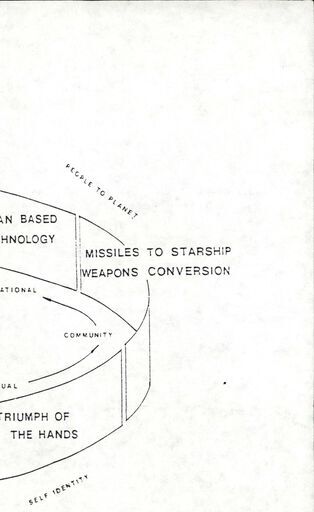 PEOPLE TO PLANET
AN BASED
HNOLOGY
MISSILES TO STARSHIP
WEAPONS CONVERSION
ATIONAL
COMMUNITY
UAL
TRIUMPH OF
THE HANDS
SELF IDENTITY